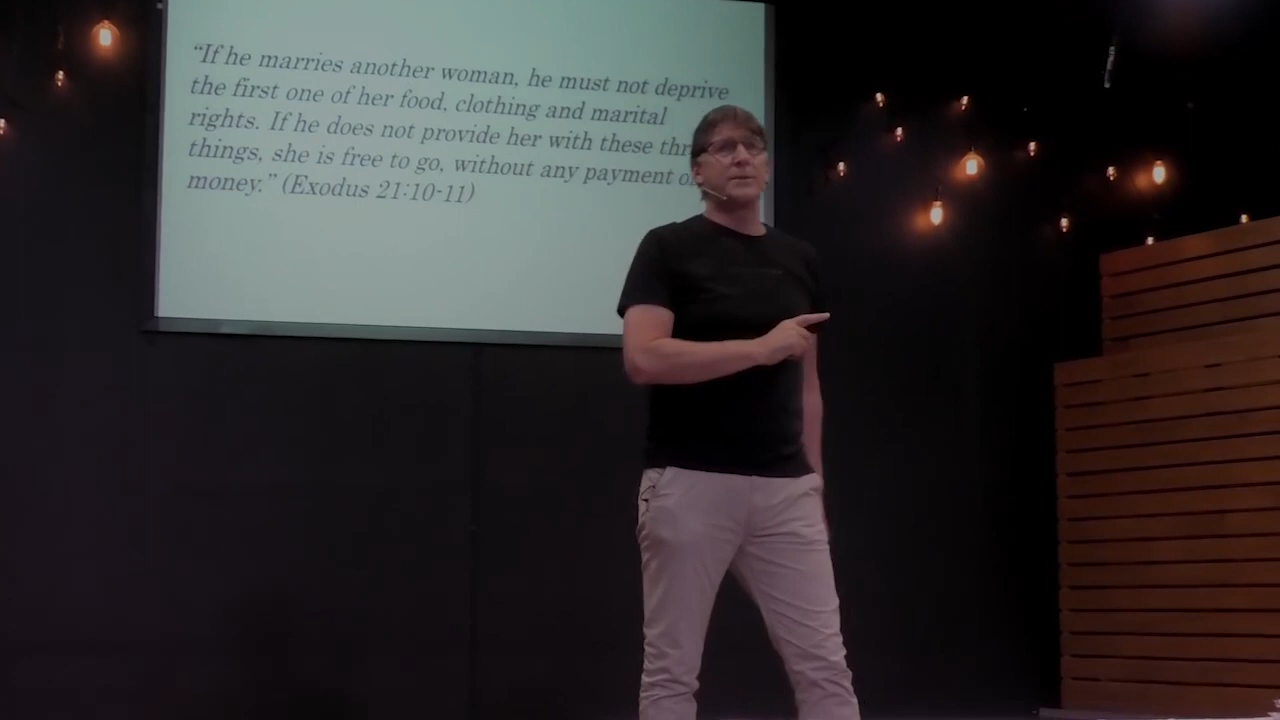 “If he marries another woman, he must not deprive
the first one of her food, clothing and marital
rights. If he does not provide her with these
things, she is free to go, without any payment
money.” (Exodus 21:10-11)